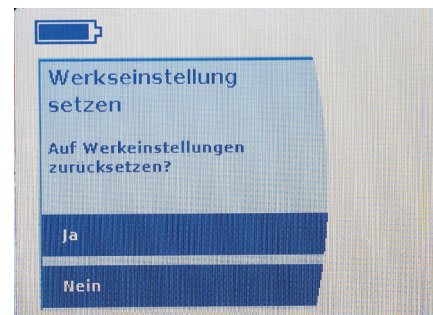 Werkseinstellung
setzen
Auf Werkeinstellungen
zurücksetzen?
Ja
Nein